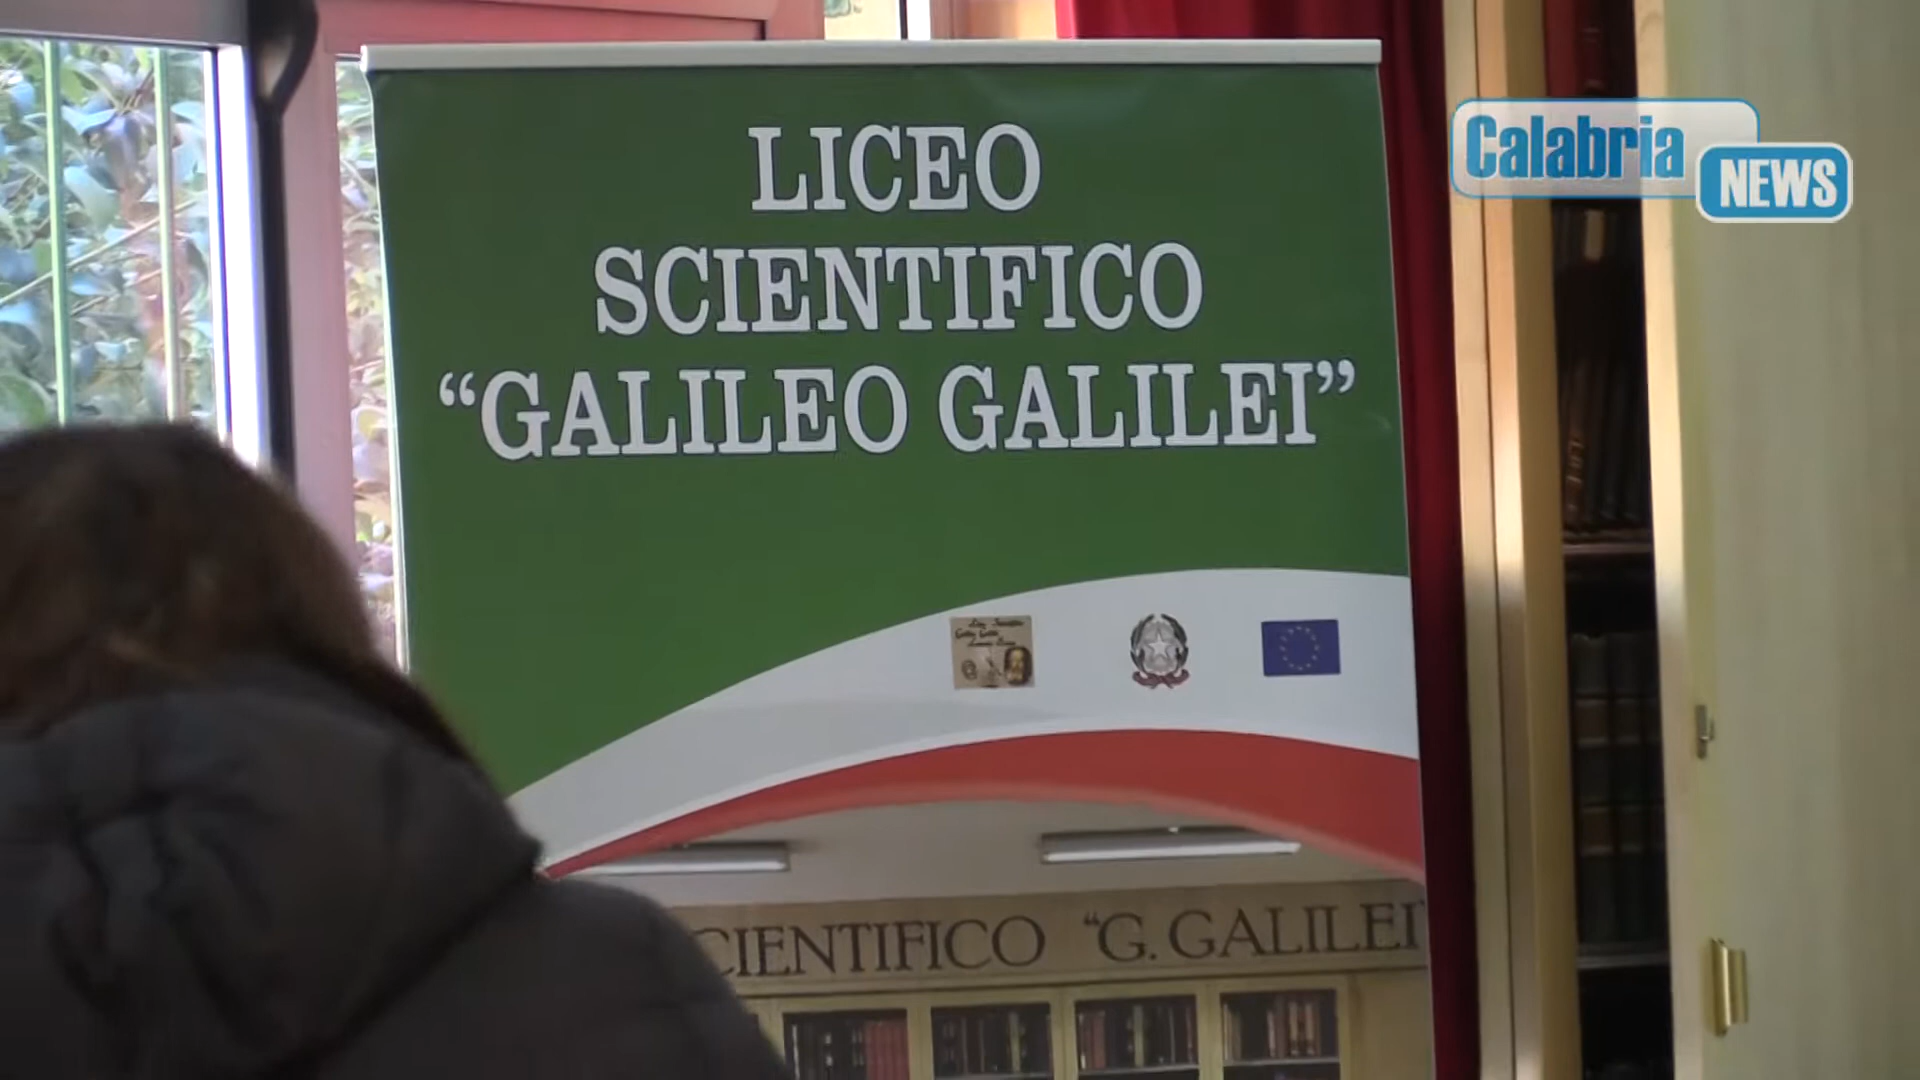 LICEO
SCIENTIFICO
“GALILEO GALILEI”
Calabria
NEWS
CIENTIFICO “G. GALILEI